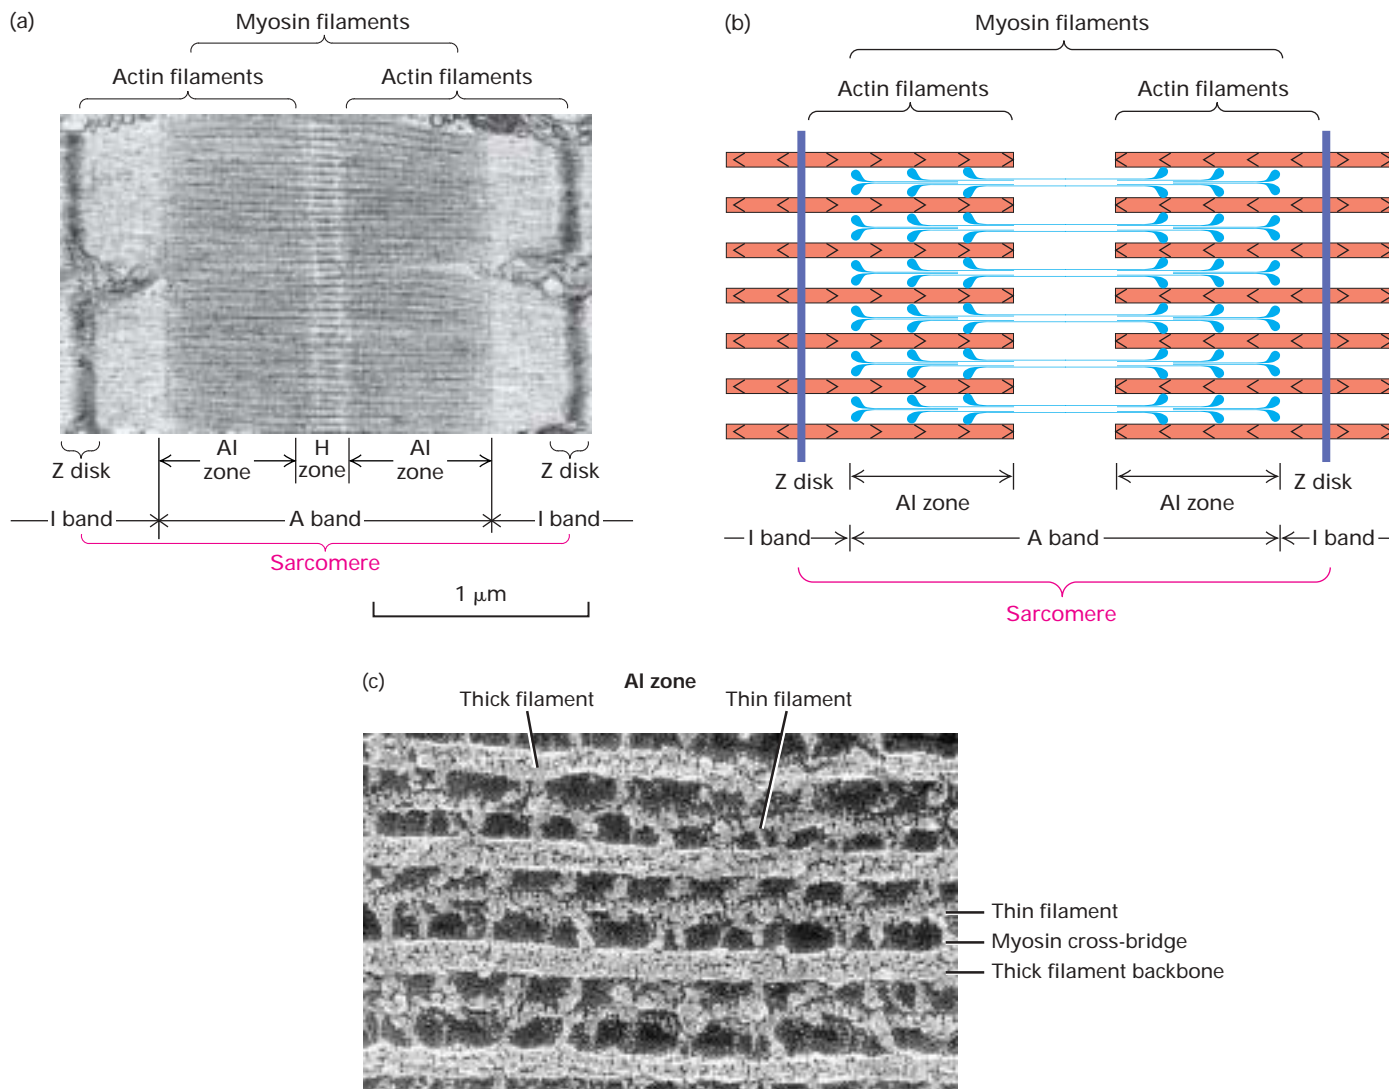 (a)
Myosin filaments
Actin filaments Actin filaments
Z disk
AI zone
H zone
AI zone
Z disk
I band A band I band
Sarcomere
1 μm
(b)
Myosin filaments
Actin filaments Actin filaments
Z disk
AI zone
AI zone
Z disk
I band A band I band
Sarcomere
(c)
AI zone
Thick filament Thin filament
Thin filament
Myosin cross-bridge
Thick filament backbone